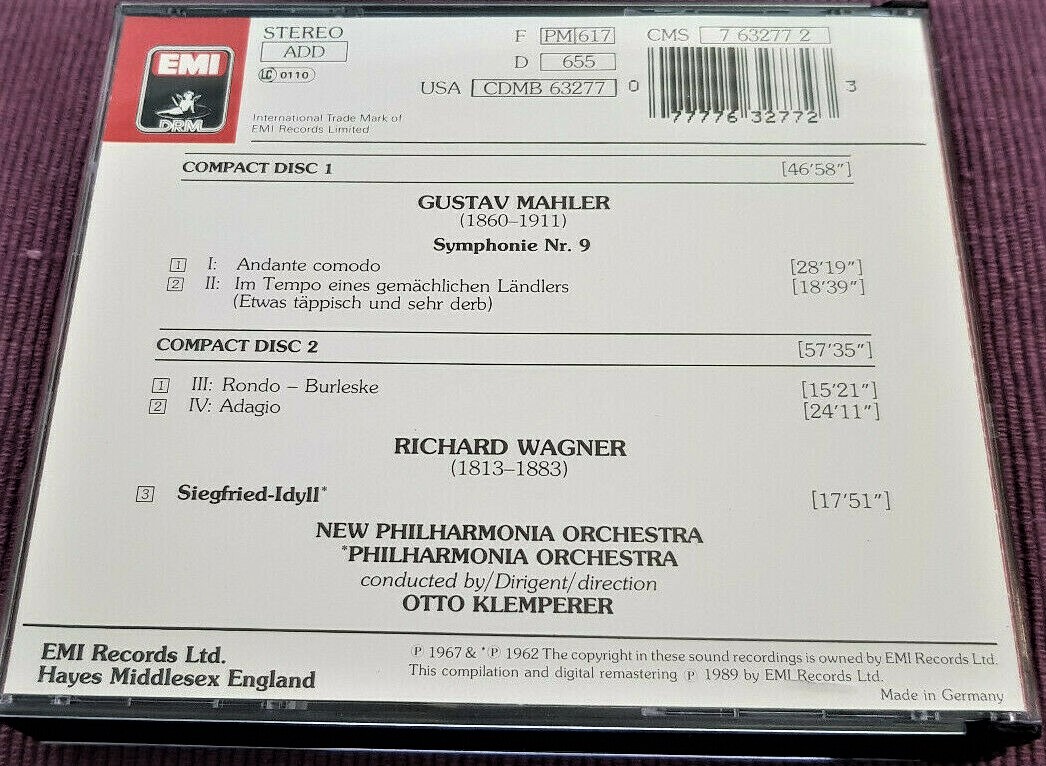 EMI
DRM
STEREO
ADD
LC 0110
International Trade Mark of
EMI Records Limited
F PM 617
D 655
USA CDMB 63277
CMS 7 63277 2
0 77776 32772 3
COMPACT DISC 1 [46'58"]
GUSTAV MAHLER
(1860–1911)
Symphonie Nr. 9
1 I: Andante comodo [28'19"]
2 II: Im Tempo eines gemächlichen Ländlers [18'39"]
(Etwas täppisch und sehr derb)
COMPACT DISC 2 [57'35"]
1 III: Rondo – Burleske [15'21"]
2 IV: Adagio [24'11"]
RICHARD WAGNER
(1813–1883)
3 Siegfried-Idyll* [17'51"]
NEW PHILHARMONIA ORCHESTRA
*PHILHARMONIA ORCHESTRA
conducted by/Dirigent/direction
OTTO KLEMPERER
EMI Records Ltd.
Hayes Middlesex England
℗ 1967 & *℗ 1962 The copyright in these sound recordings is owned by EMI Records Ltd.
This compilation and digital remastering ℗ 1989 by EMI Records Ltd.
Made in Germany